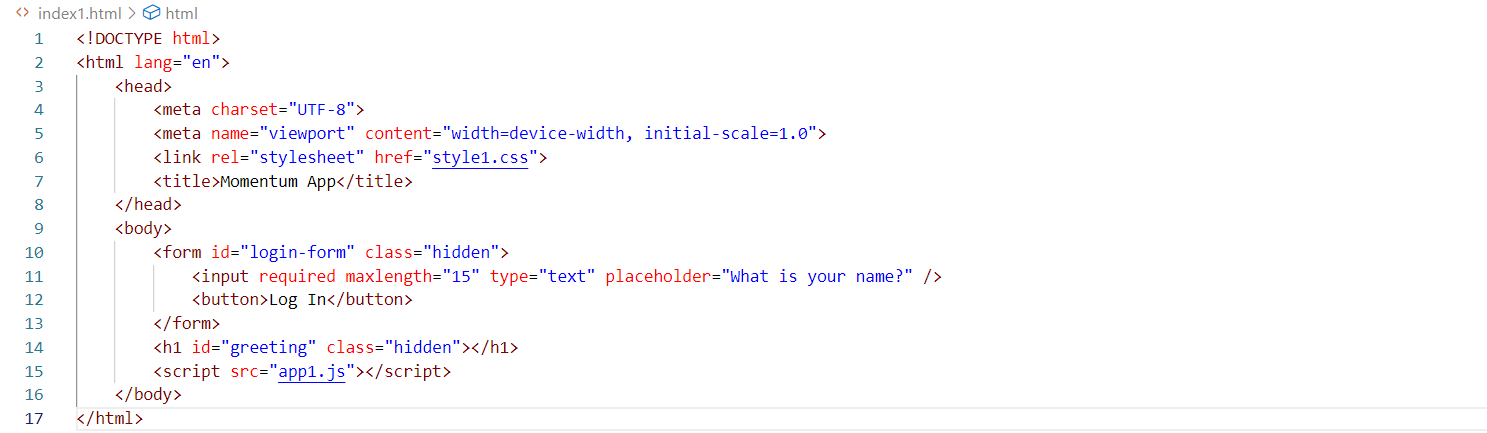 <> index1.html > html
1 <!DOCTYPE html>
2 <html lang="en">
3     <head>
4         <meta charset="UTF-8">
5         <meta name="viewport" content="width=device-width, initial-scale=1.0">
6         <link rel="stylesheet" href="style1.css">
7         <title>Momentum App</title>
8     </head>
9     <body>
10         <form id="login-form" class="hidden">
11             <input required maxlength="15" type="text" placeholder="What is your name?" />
12             <button>Log In</button>
13         </form>
14         <h1 id="greeting" class="hidden"></h1>
15         <script src="app1.js"></script>
16     </body>
17 </html>